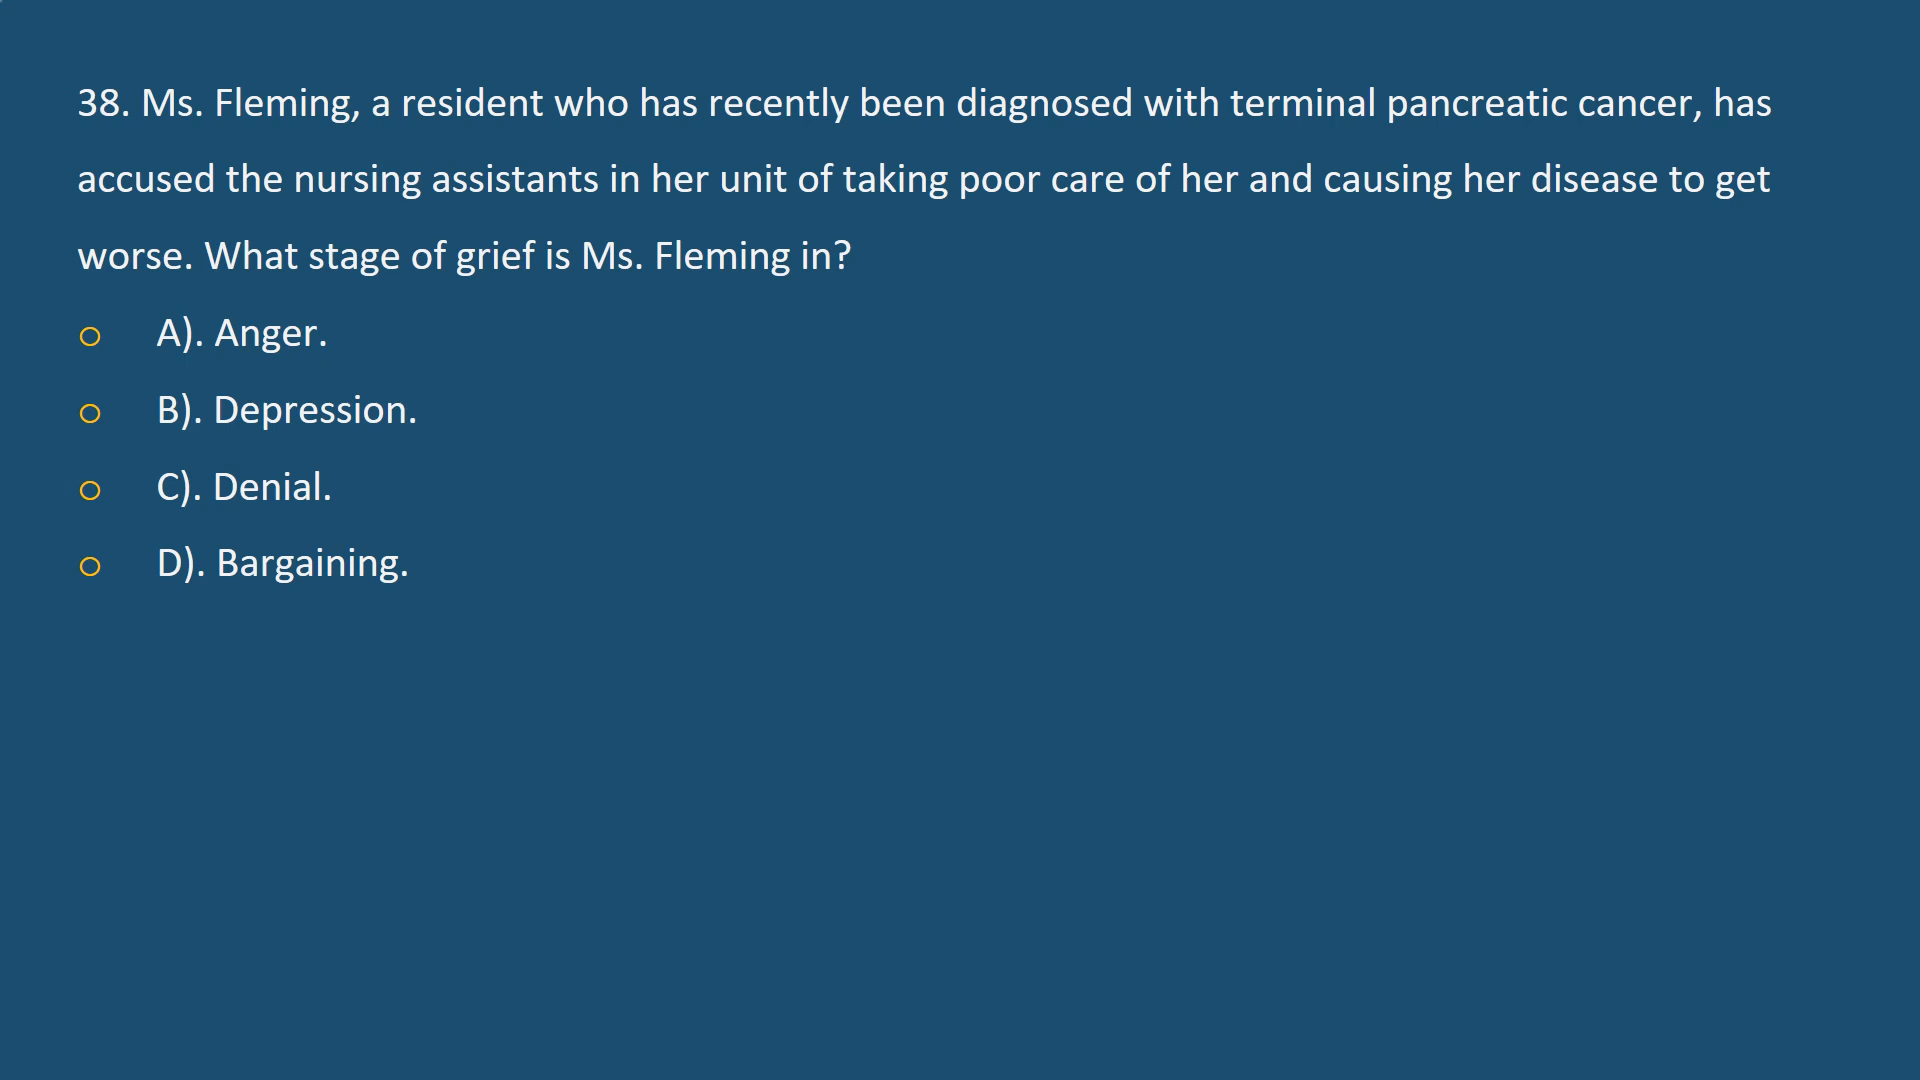 38. Ms. Fleming, a resident who has recently been diagnosed with terminal pancreatic cancer, has
accused the nursing assistants in her unit of taking poor care of her and causing her disease to get
worse. What stage of grief is Ms. Fleming in?
A). Anger.
B). Depression.
C). Denial.
D). Bargaining.